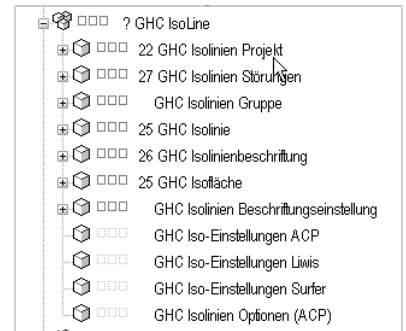 ? GHC IsoLine
22 GHC Isolinien Projekt
27 GHC Isolinien Störungen
GHC Isolinien Gruppe
25 GHC Isolinie
26 GHC Isolinienbeschriftung
25 GHC Isofläche
GHC Isolinien Beschriftungseinstellung
GHC Iso-Einstellungen ACP
GHC Iso-Einstellungen Liwis
GHC Iso-Einstellungen Surfer
GHC Isolinien Optionen (ACP)